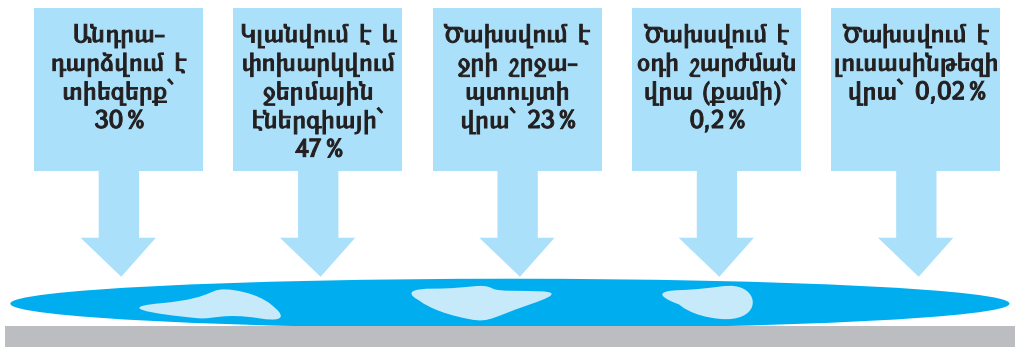 Անդրա–
դարձվում է
տիեզերք՝
30 %
Կլանվում է և
փոխարկվում
ջերմային
էներգիայի՝
47 %
Ծախսվում է
ջրի շրջա–
պտույտի
վրա՝ 23 %
Ծախսվում է
օդի շարժման
վրա (քամի)՝
0,2 %
Ծախսվում է
լուսասինթեզի
վրա՝ 0,02 %